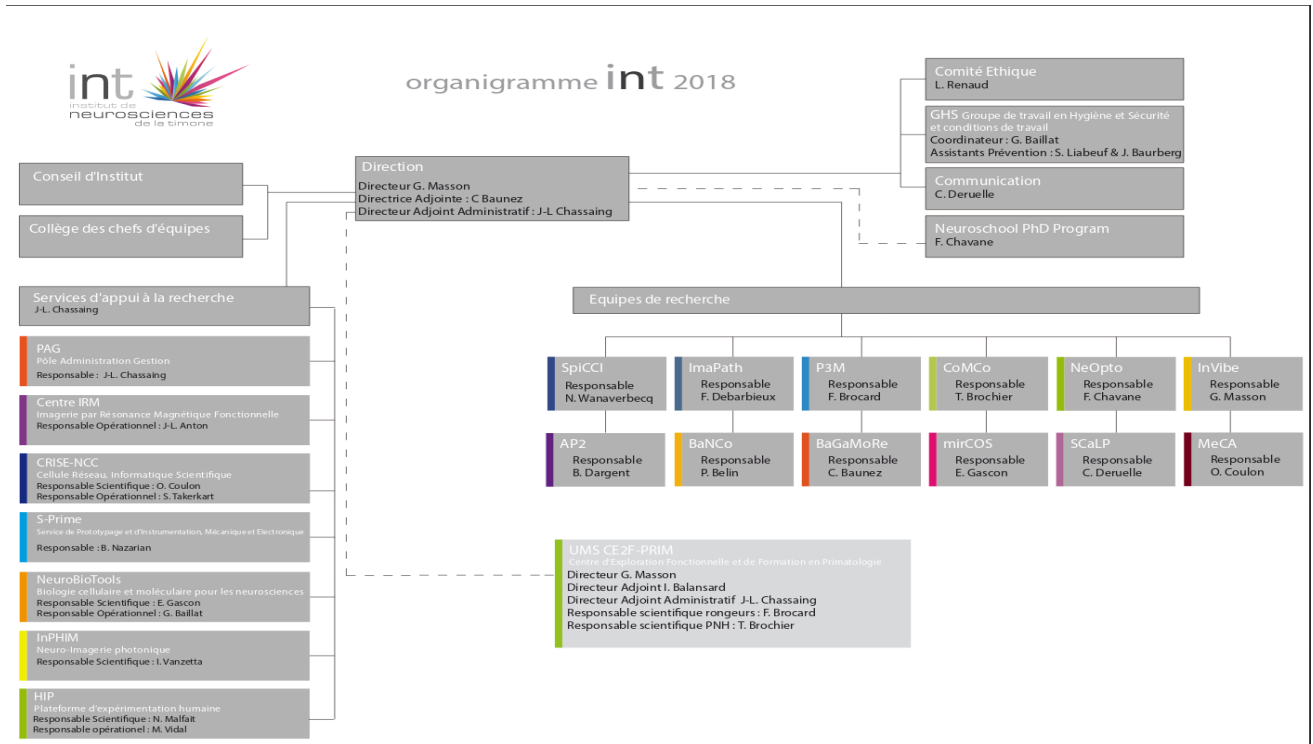 int
institut de
neurosciences
de la timone
organigramme int 2018
Comité Ethique
L. Renaud
GHS Groupe de travail en Hygiène et Sécurité
et conditions de travail
Coordinateur : G. Baillat
Assistants Prévention : S. Liabeuf & J. Baurberg
Communication
C. Deruelle
Neuroschool PhD Program
F. Chavane
Conseil d'Institut
Collège des chefs d'équipes
Direction
Directeur G. Masson
Directrice Adjointe : C Baunez
Directeur Adjoint Administratif : J-L Chassaing
Services d'appui à la recherche
J-L. Chassaing
PAG
Pôle Administration Gestion
Responsable : J-L. Chassaing
Centre IRM
Imagerie par Résonance Magnétique Fonctionnelle
Responsable Opérationnel : J-L. Anton
CRISE-NCC
Cellule Réseau, Informatique Scientifique
Responsable Scientifique : O. Coulon
Responsable Opérationnel : S. Takerkart
S-Prime
Service de Prototypage et d'Instrumentation, Mécanique et Electronique
Responsable : B. Nazarian
NeuroBioTools
Biologie cellulaire et moléculaire pour les neurosciences
Responsable Scientifique : E. Gascon
Responsable Opérationnel : G. Baillat
InPHIM
Neuro-Imagerie photonique
Responsable Scientifique : I. Vanzetta
HIP
Plateforme d'expérimentation humaine
Responsable Scientifique : N. Malfait
Responsable opérationel : M. Vidal
Equipes de recherche
SpiCCI
Responsable
N. Wanaverbecq
ImaPath
Responsable
F. Debarbieux
P3M
Responsable
F. Brocard
CoMCo
Responsable
T. Brochier
NeOpto
Responsable
F. Chavane
InVibe
Responsable
G. Masson
AP2
Responsable
B. Dargent
BaNCo
Responsable
P. Belin
BaGaMoRe
Responsable
C. Baunez
mirCOS
Responsable
E. Gascon
SCaLP
Responsable
C. Deruelle
MeCA
Responsable
O. Coulon
UMS CE2F-PRIM
Centre d'Exploration Fonctionnelle et de Formation en Primatologie
Directeur G. Masson
Directeur Adjoint I. Balansard
Directeur Adjoint Administratif J-L. Chassaing
Responsable scientifique rongeurs : F. Brocard
Responsable scientifique PNH : T. Brochier